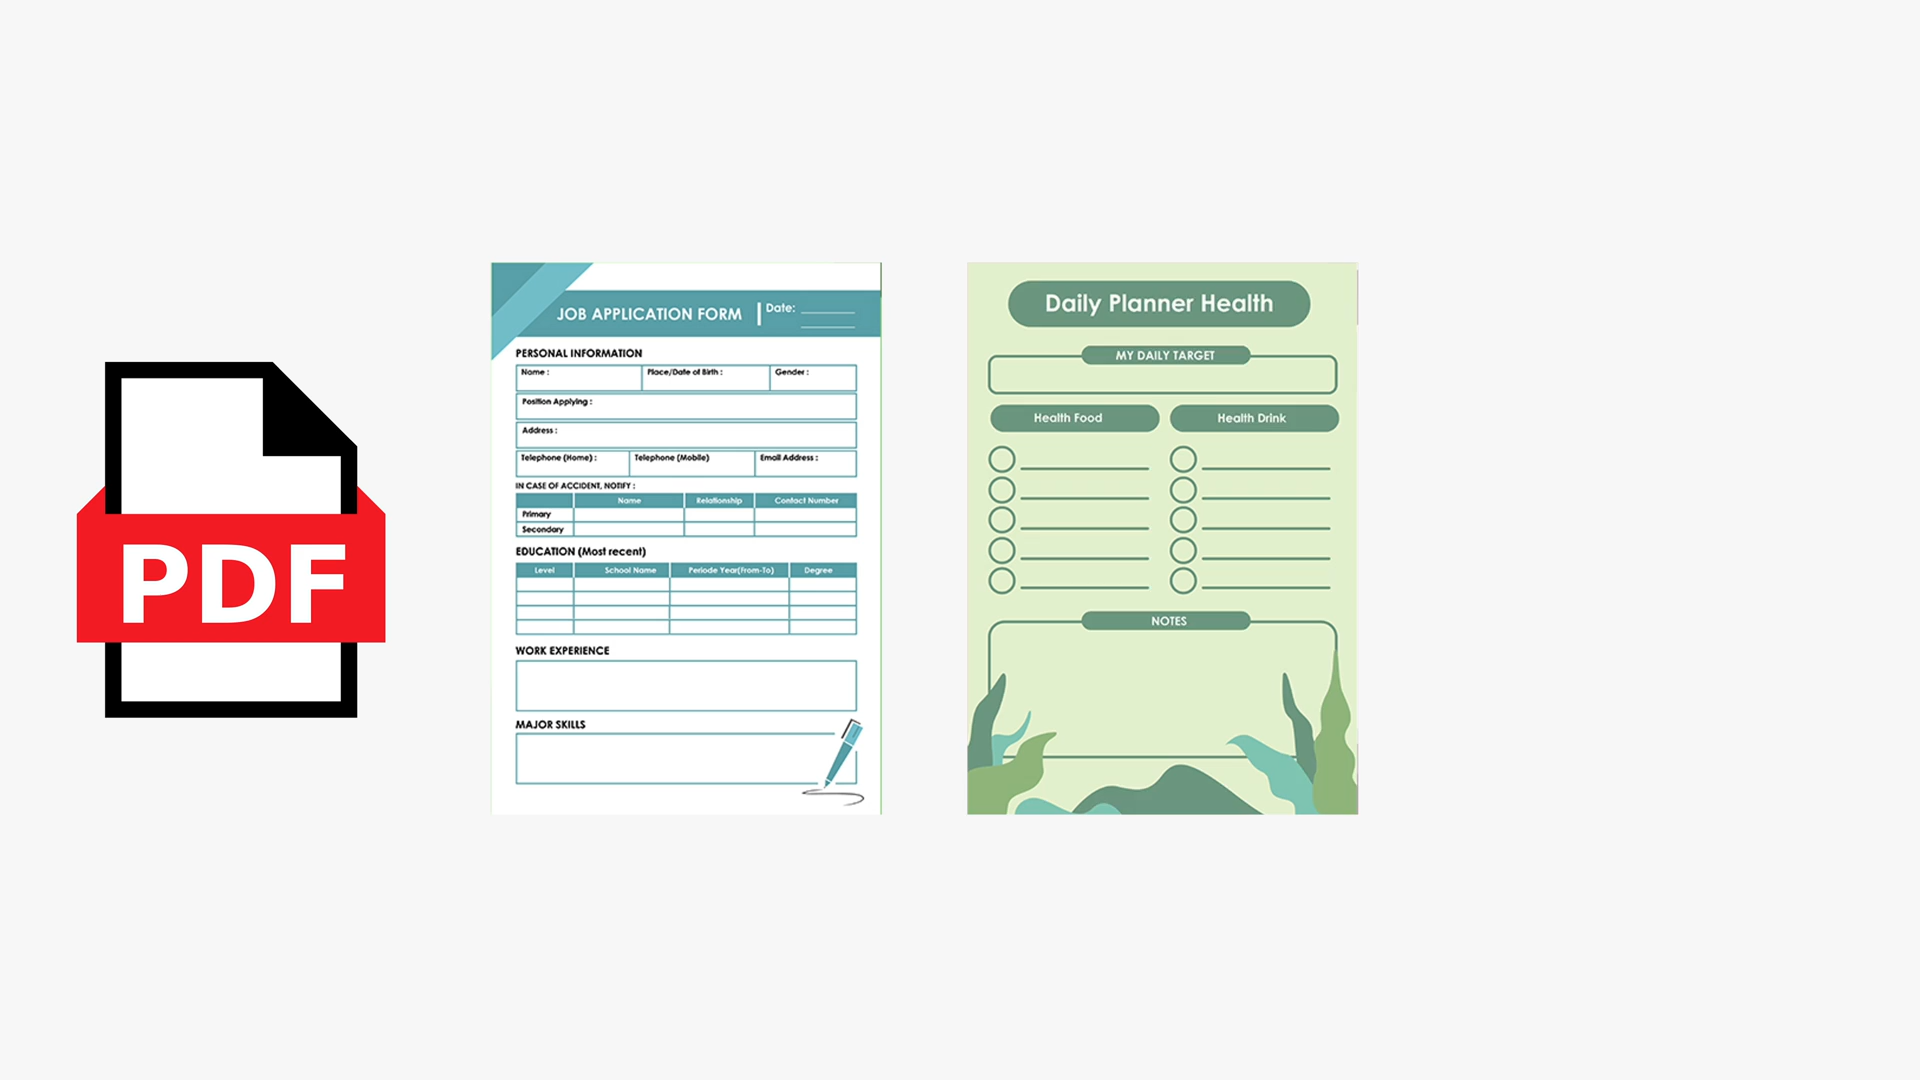 PDF
JOB APPLICATION FORM
Date:
PERSONAL INFORMATION
Name :
Place/Date of Birth :
Gender :
Position Applying :
Address :
Telephone (Home) :
Telephone (Mobile)
Email Address :
IN CASE OF ACCIDENT, NOTIFY :
Name Relationship Contact Number
Primary
Secondary
EDUCATION (Most recent)
Level School Name Periode Year(From-To) Degree
WORK EXPERIENCE
MAJOR SKILLS
Daily Planner Health
MY DAILY TARGET
Health Food
Health Drink
NOTES